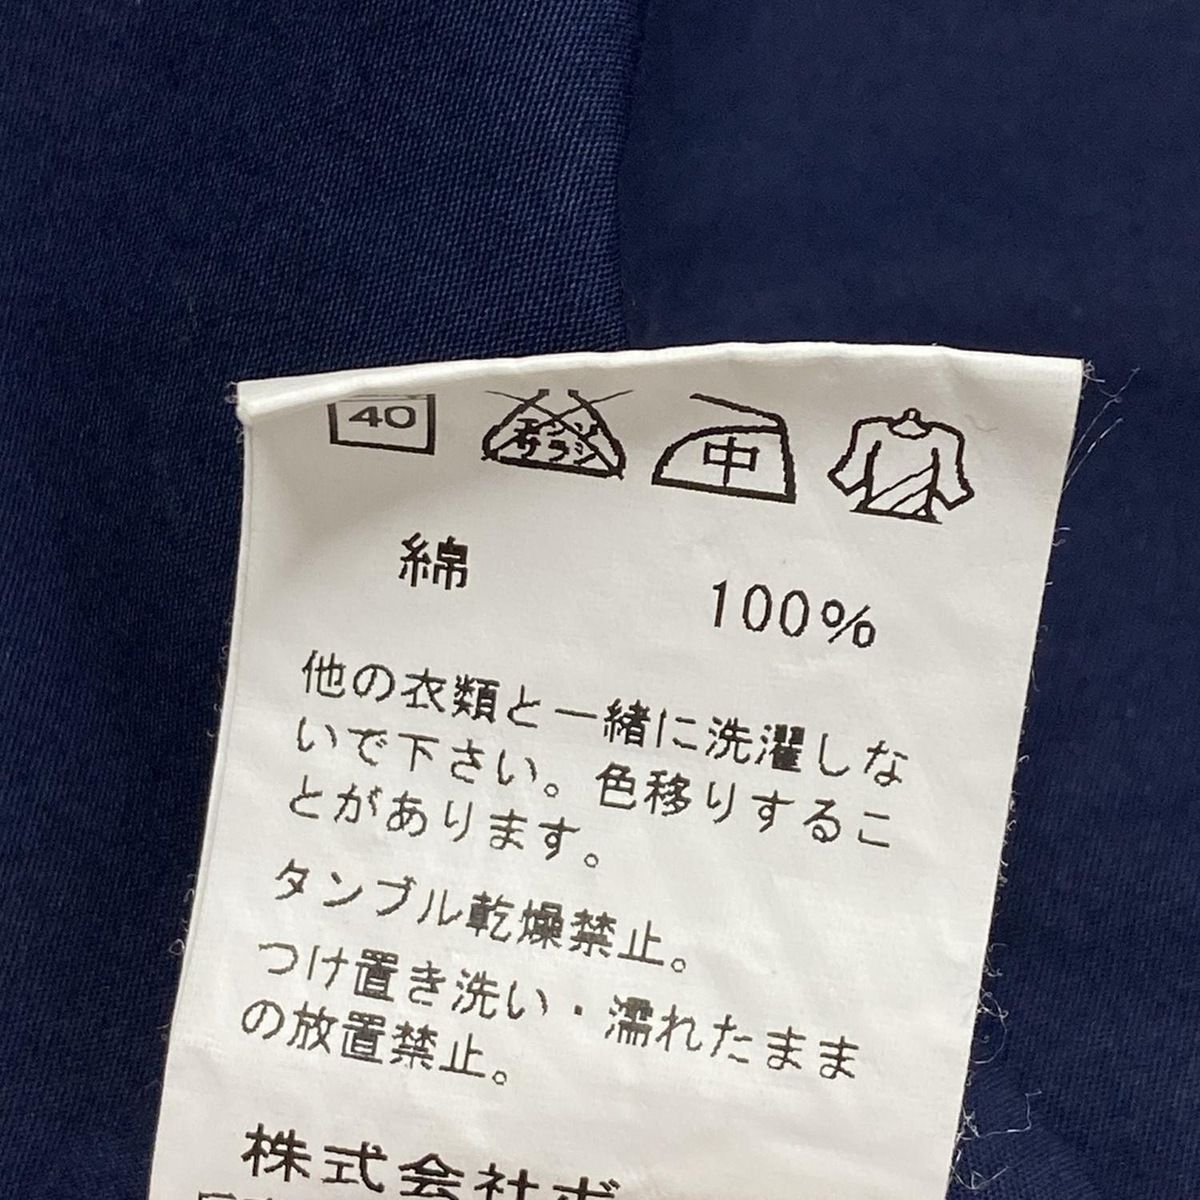 40
エンソ
サラシ
中
綿 100%
他の衣類と一緒に洗濯しな
いで下さい。色移りするこ
とがあります。
タンブル乾燥禁止。
つけ置き洗い・濡れたまま
の放置禁止。
株式会社ボ